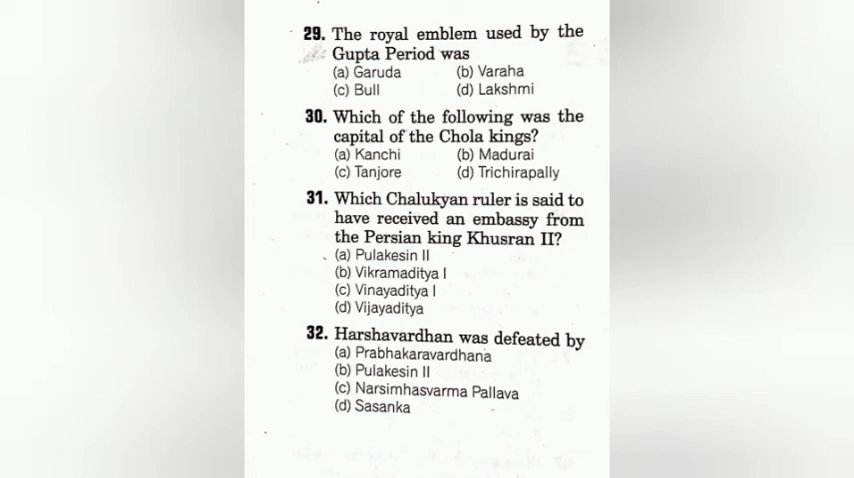 29. The royal emblem used by the
Gupta Period was
(a) Garuda (b) Varaha
(c) Bull (d) Lakshmi
30. Which of the following was the
capital of the Chola kings?
(a) Kanchi (b) Madurai
(c) Tanjore (d) Trichirapally
31. Which Chalukyan ruler is said to
have received an embassy from
the Persian king Khusran II?
(a) Pulakesin II
(b) Vikramaditya I
(c) Vinayaditya I
(d) Vijayaditya
32. Harshavardhan was defeated by
(a) Prabhakaravardhana
(b) Pulakesin II
(c) Narsimhasvarma Pallava
(d) Sasanka